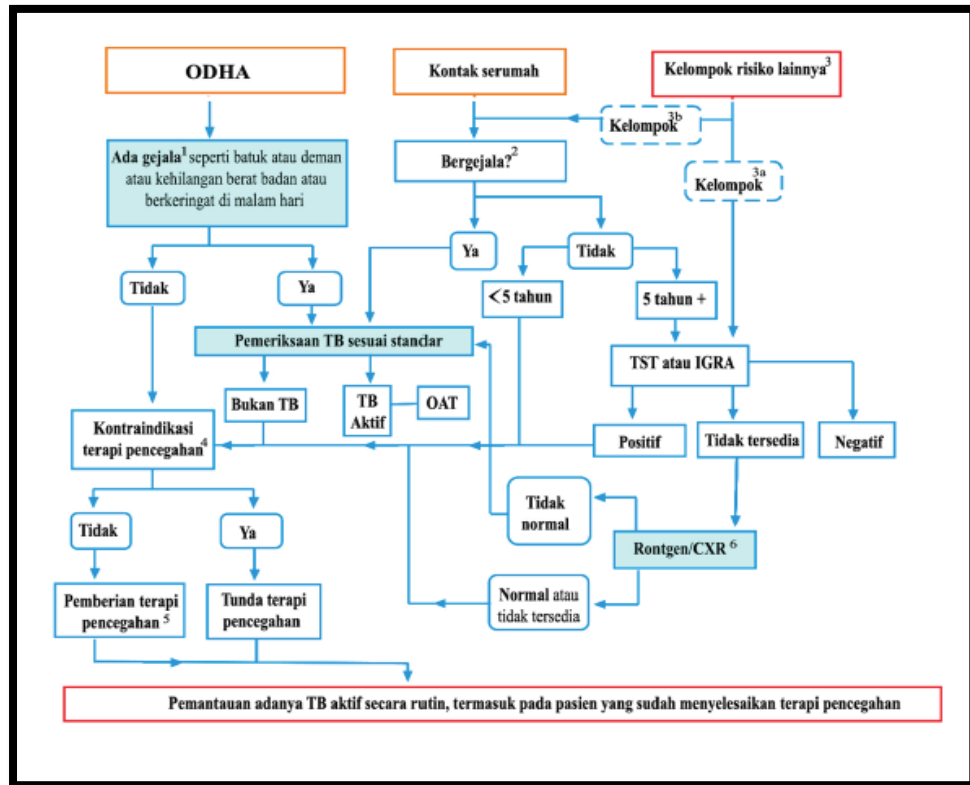 ODHA
Kontak serumah
Kelompok risiko lainnya³
Kelompok³ᵇ
Kelompok³ᵃ
Ada gejala¹ seperti batuk atau deman
atau kehilangan berat badan atau
berkeringat di malam hari
Bergejala?²
Tidak
Ya
Ya
Tidak
<5 tahun
5 tahun +
Pemeriksaan TB sesuai standar
TST atau IGRA
Bukan TB
TB
Aktif
OAT
Kontraindikasi
terapi pencegahan⁴
Positif
Tidak tersedia
Negatif
Tidak
normal
Tidak
Ya
Rontgen/CXR ⁶
Pemberian terapi
pencegahan ⁵
Tunda terapi
pencegahan
Normal atau
tidak tersedia
Pemantauan adanya TB aktif secara rutin, termasuk pada pasien yang sudah menyelesaikan terapi pencegahan